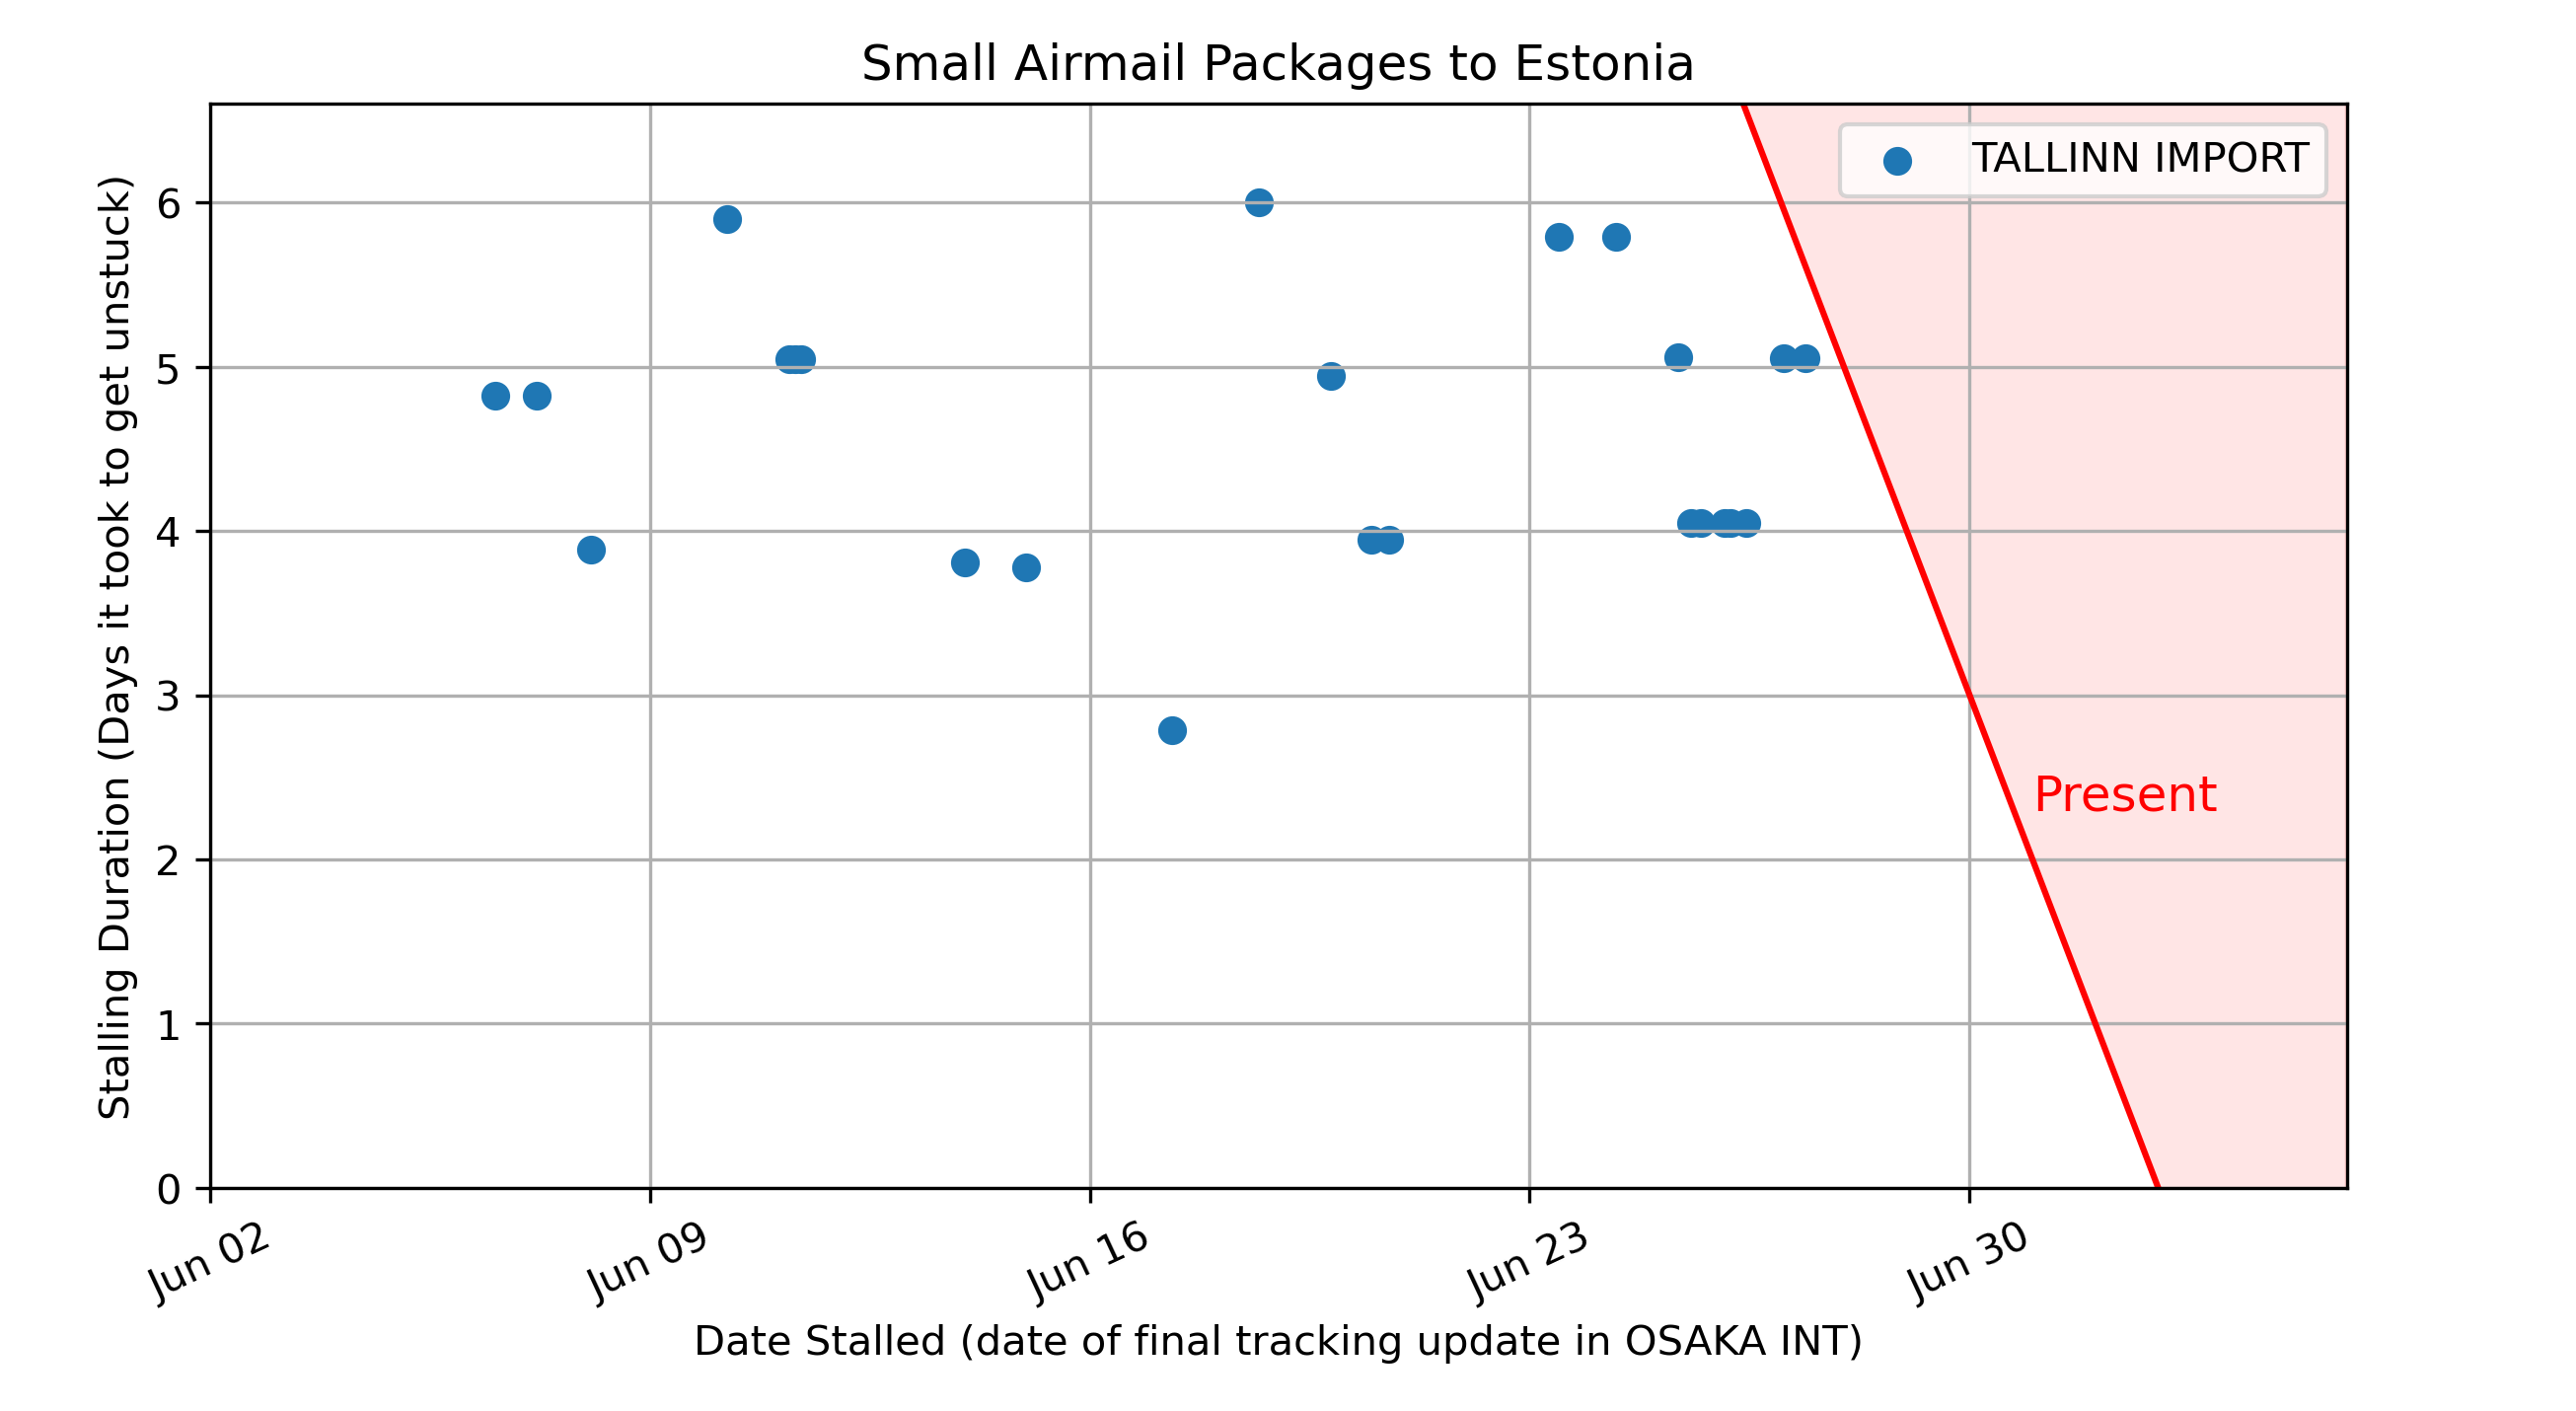 Small Airmail Packages to Estonia
TALLINN IMPORT
Stalling Duration (Days it took to get unstuck)
6
5
4
3
2
1
0
Present
Jun 02
Jun 09
Jun 16
Jun 23
Jun 30
Date Stalled (date of final tracking update in OSAKA INT)